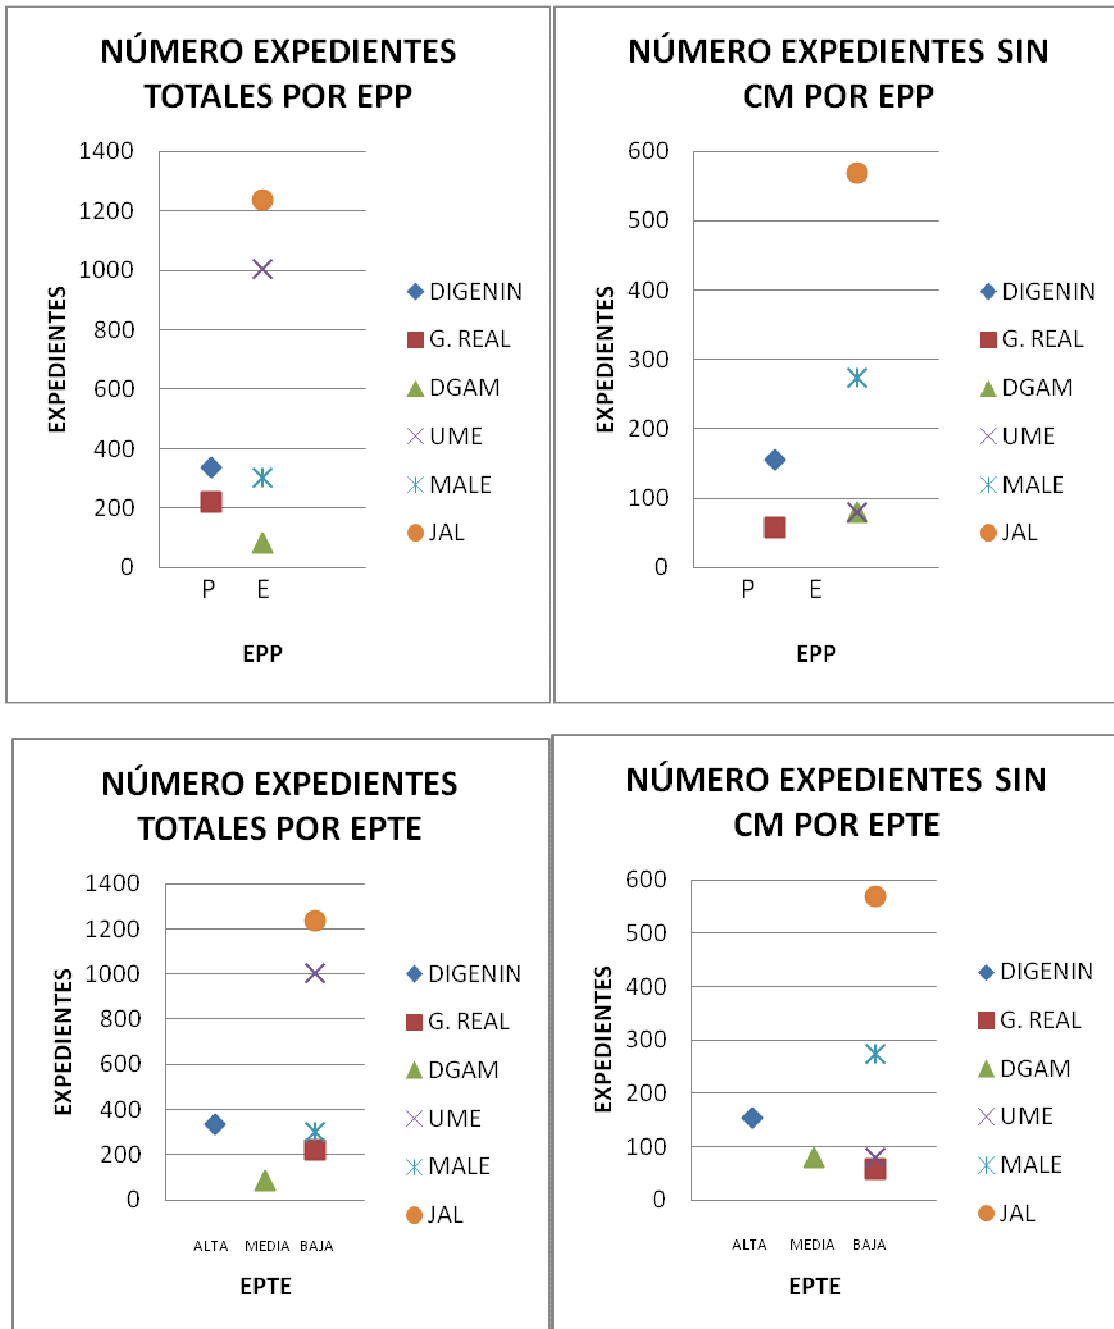 NÚMERO EXPEDIENTES
TOTALES POR EPP
1400
1200
1000
800
600
400
200
0
EXPEDIENTES
P E
EPP
DIGENIN
G. REAL
DGAM
UME
MALE
JAL
NÚMERO EXPEDIENTES SIN
CM POR EPP
600
500
400
300
200
100
0
EXPEDIENTES
P E
EPP
DIGENIN
G. REAL
DGAM
UME
MALE
JAL
NÚMERO EXPEDIENTES
TOTALES POR EPTE
1400
1200
1000
800
600
400
200
0
EXPEDIENTES
ALTA MEDIA BAJA
EPTE
DIGENIN
G. REAL
DGAM
UME
MALE
JAL
NÚMERO EXPEDIENTES SIN
CM POR EPTE
600
500
400
300
200
100
0
EXPEDIENTES
ALTA MEDIA BAJA
EPTE
DIGENIN
G. REAL
DGAM
UME
MALE
JAL